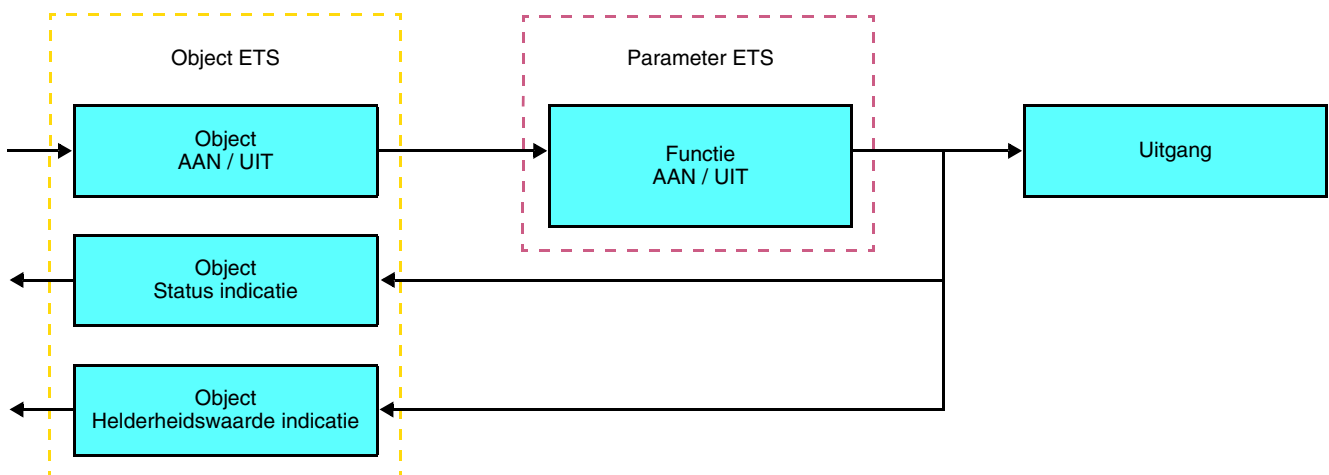 Object ETS
Parameter ETS
Object
AAN / UIT
Functie
AAN / UIT
Uitgang
Object
Status indicatie
Object
Helderheidswaarde indicatie